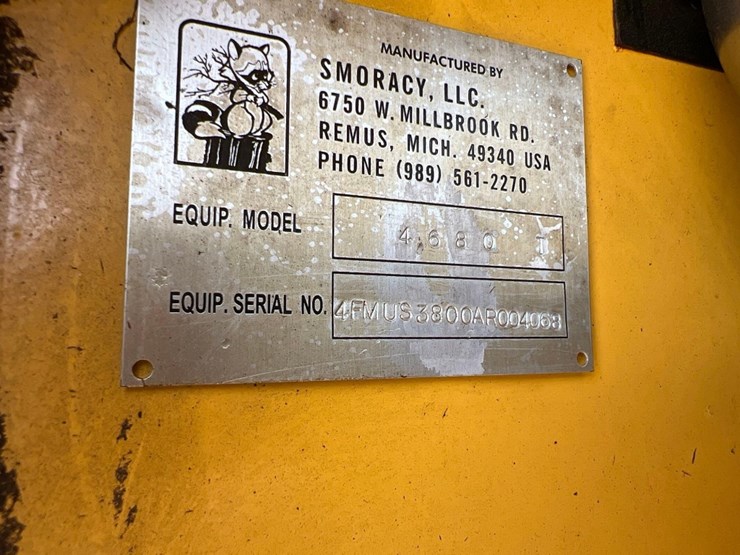 MANUFACTURED BY
SMORACY, LLC.
6750 W. MILLBROOK RD.
REMUS, MICH. 49340 USA
PHONE (989) 561-2270
EQUIP. MODEL 4680 T
EQUIP. SERIAL NO. 4FMUS3800AR004068